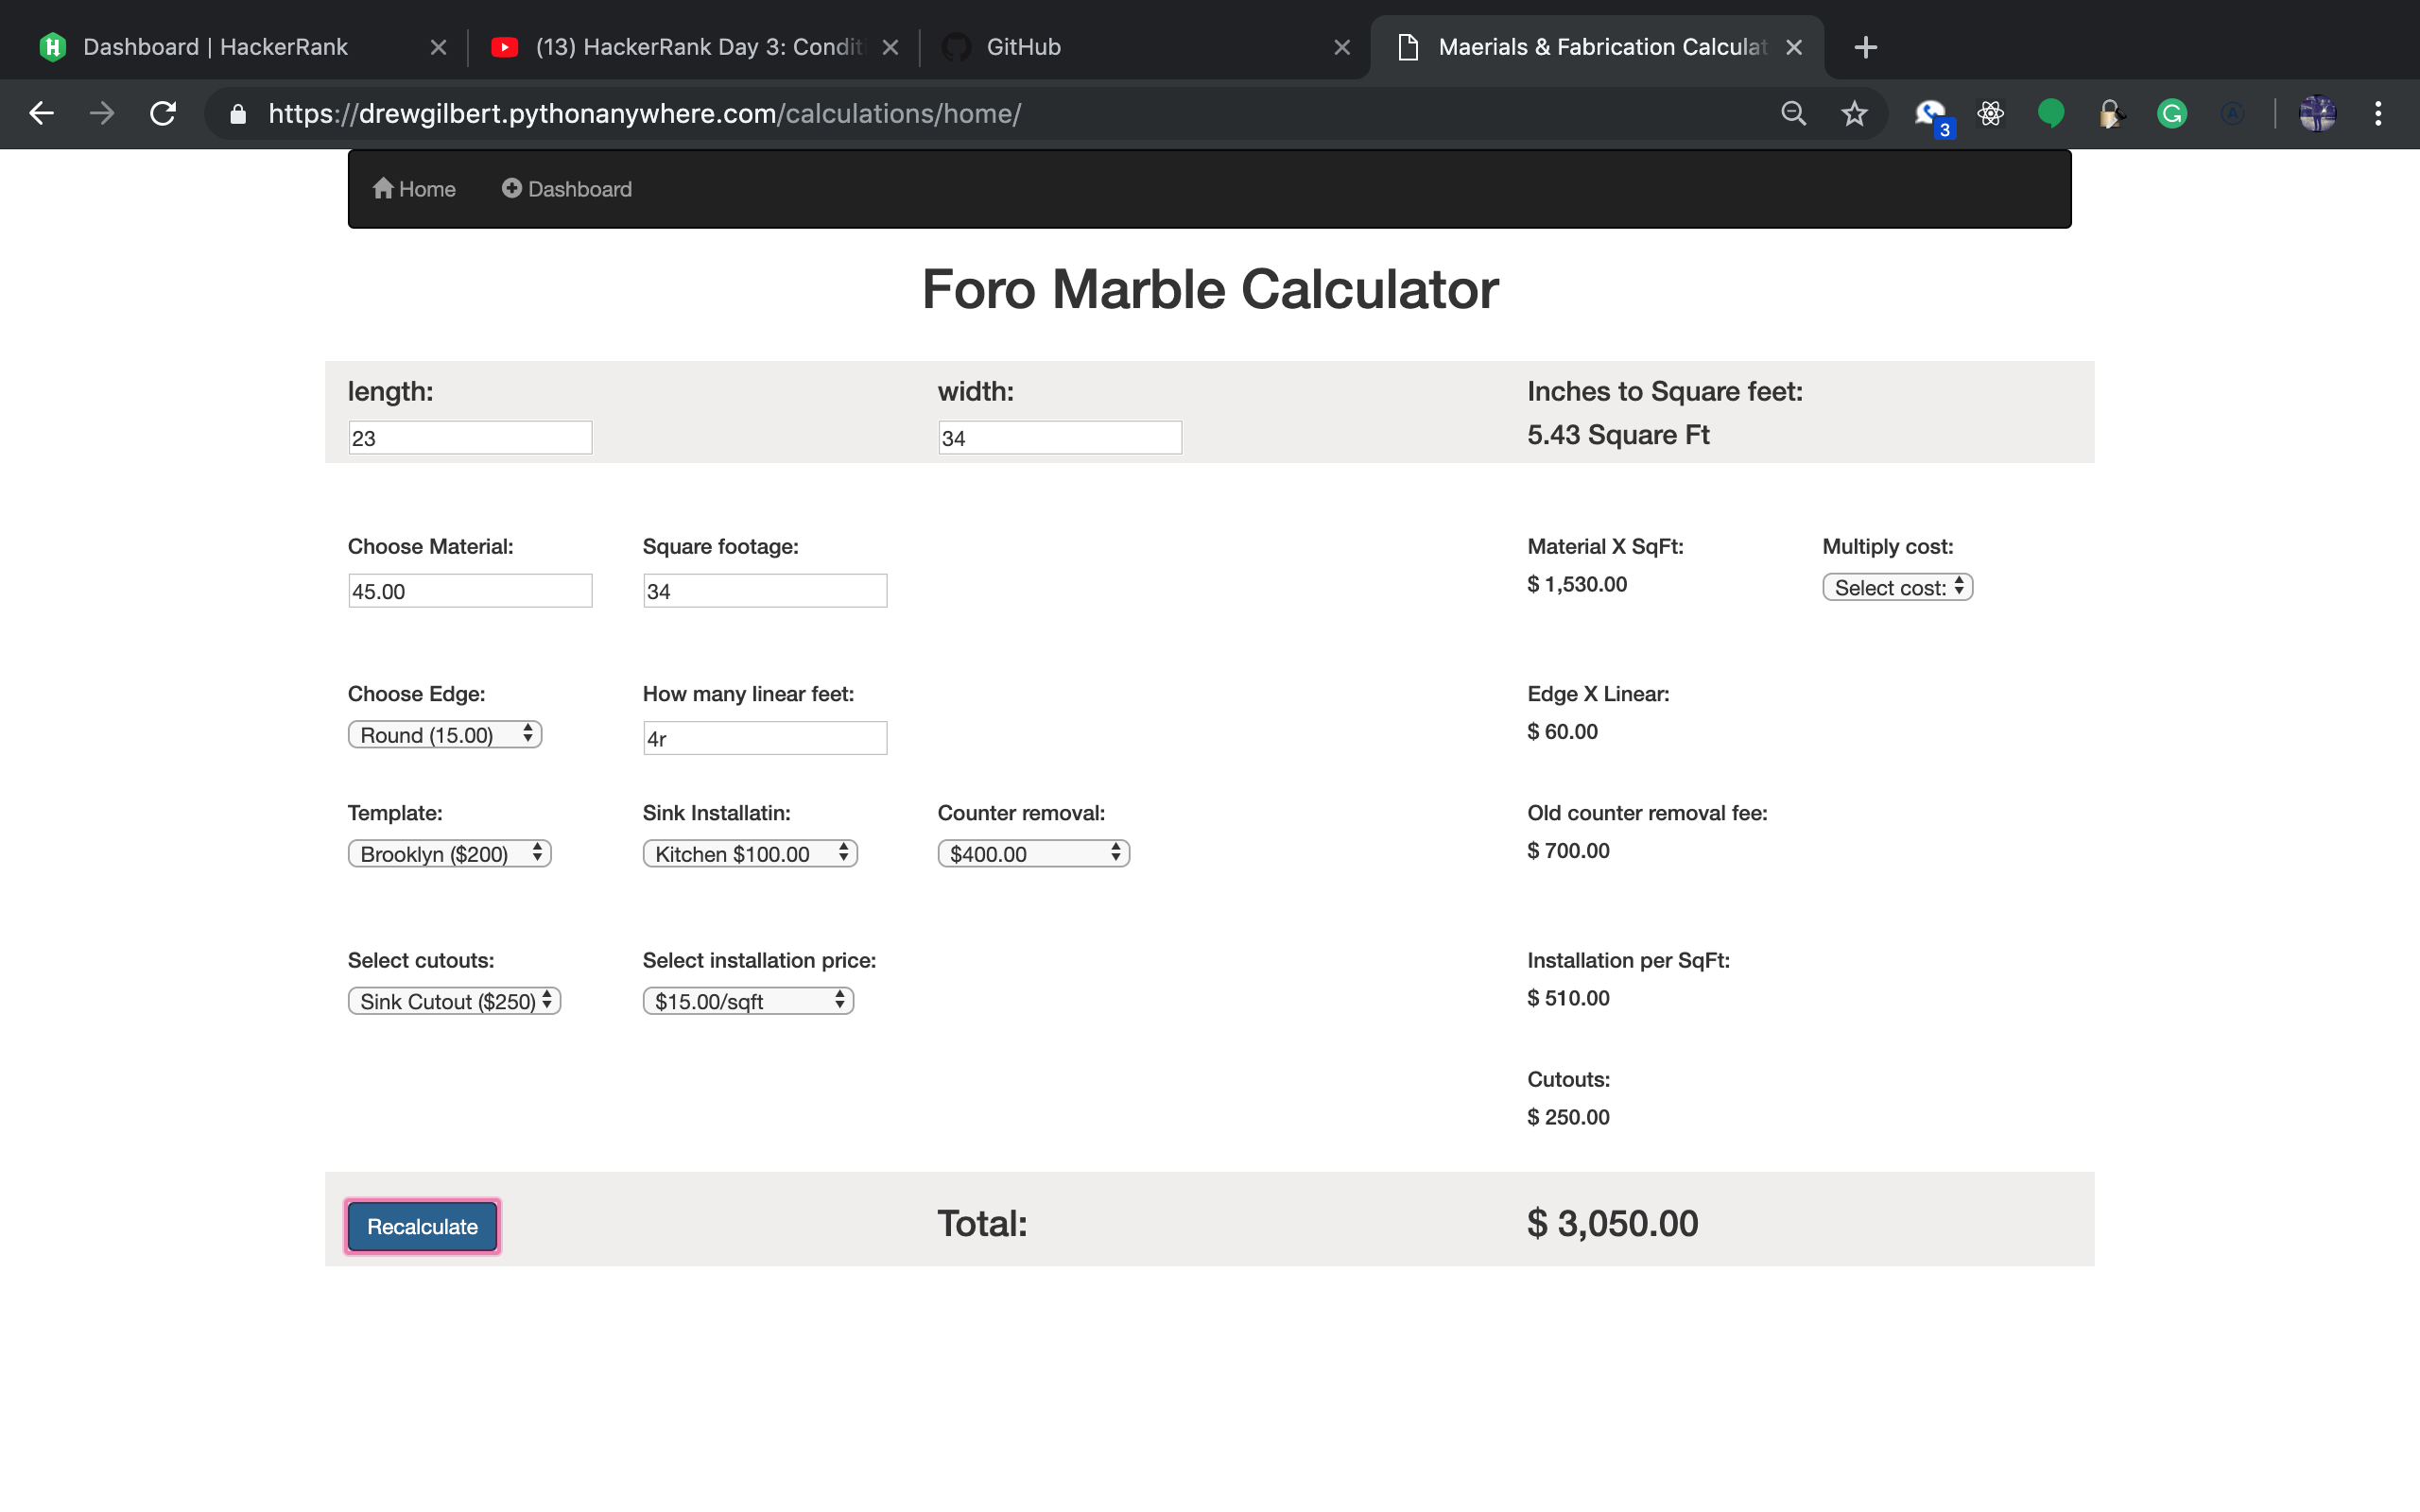 Dashboard | HackerRank
(13) HackerRank Day 3: Condit
GitHub
Maerials & Fabrication Calculat
https://drewgilbert.pythonanywhere.com/calculations/home/
3
Home Dashboard
Foro Marble Calculator
length: width: Inches to Square feet:
23 34 5.43 Square Ft
Choose Material: Square footage: Material X SqFt: Multiply cost:
45.00 34 $ 1,530.00 Select cost:
Choose Edge: How many linear feet: Edge X Linear:
Round (15.00) 4r $ 60.00
Template: Sink Installatin: Counter removal: Old counter removal fee:
Brooklyn ($200) Kitchen $100.00 $400.00 $ 700.00
Select cutouts: Select installation price: Installation per SqFt:
Sink Cutout ($250) $15.00/sqft $ 510.00
Cutouts:
$ 250.00
Recalculate Total: $ 3,050.00